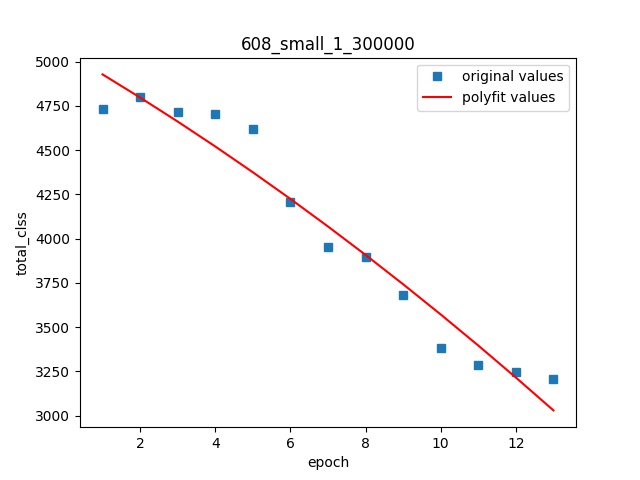 608_small_1_300000
original values
polyfit values
5000
4750
4500
4250
4000
3750
3500
3250
3000
total_clss
2 4 6 8 10 12
epoch